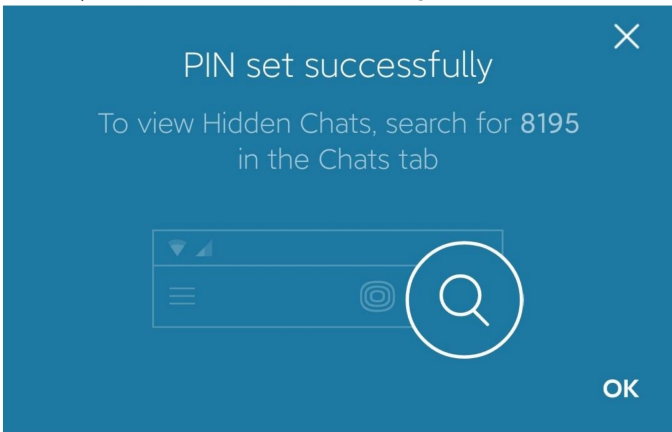 PIN set successfully
To view Hidden Chats, search for 8195
in the Chats tab
OK